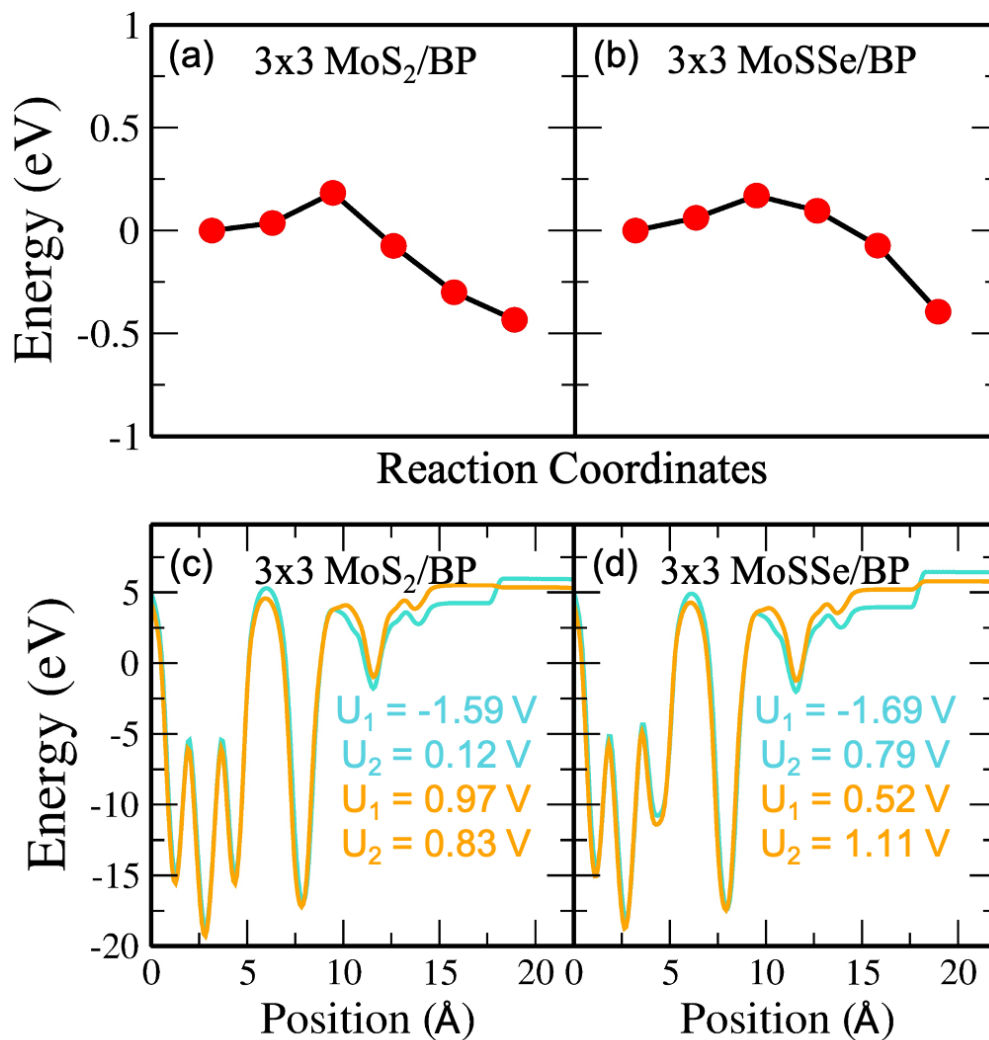 (a) 3x3 MoS₂/BP
(b) 3x3 MoSSe/BP
1
0.5
0
-0.5
-1
Energy (eV)
Reaction Coordinates
(c) 3x3 MoS₂/BP
(d) 3x3 MoSSe/BP
5
0
-5
-10
-15
-20
Energy (eV)
U₁ = -1.59 V
U₂ = 0.12 V
U₁ = 0.97 V
U₂ = 0.83 V
U₁ = -1.69 V
U₂ = 0.79 V
U₁ = 0.52 V
U₂ = 1.11 V
0 5 10 15 20
0 5 10 15 20
Position (Å)
Position (Å)